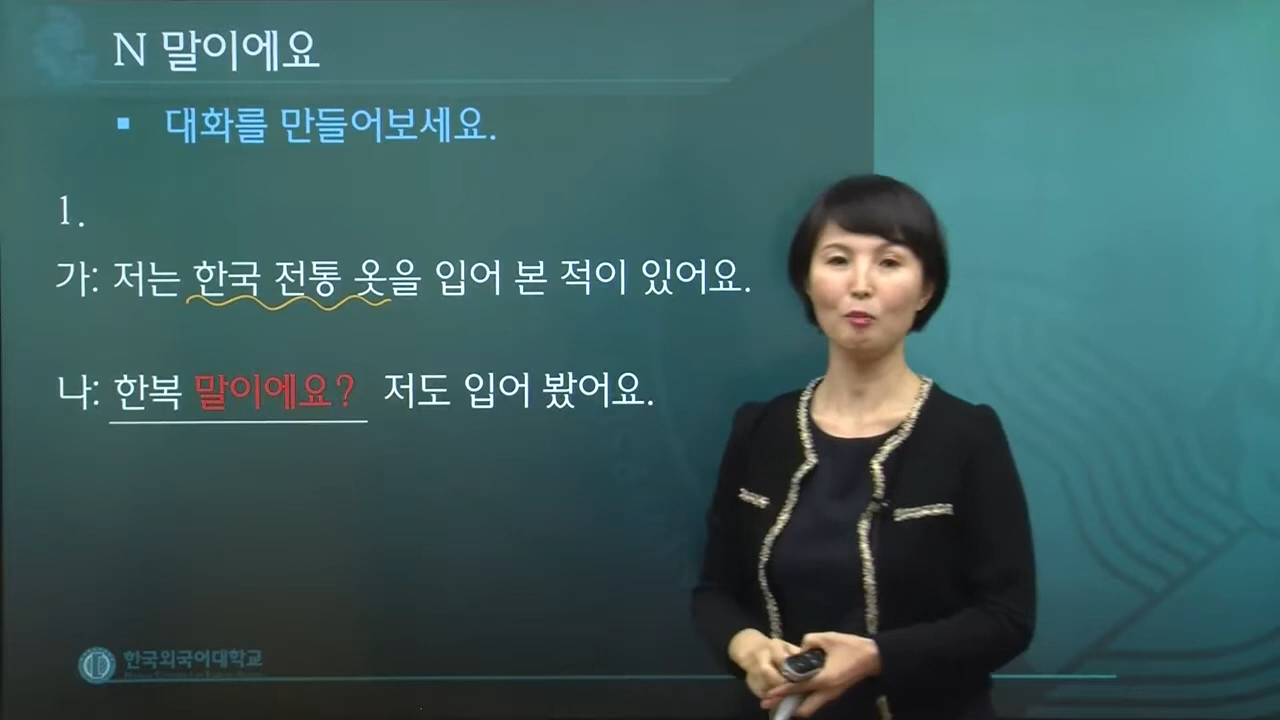 N 말이에요
▪ 대화를 만들어보세요.
1.
가: 저는 한국 전통 옷을 입어 본 적이 있어요.
나: 한복 말이에요? 저도 입어 봤어요.
한국외국어대학교